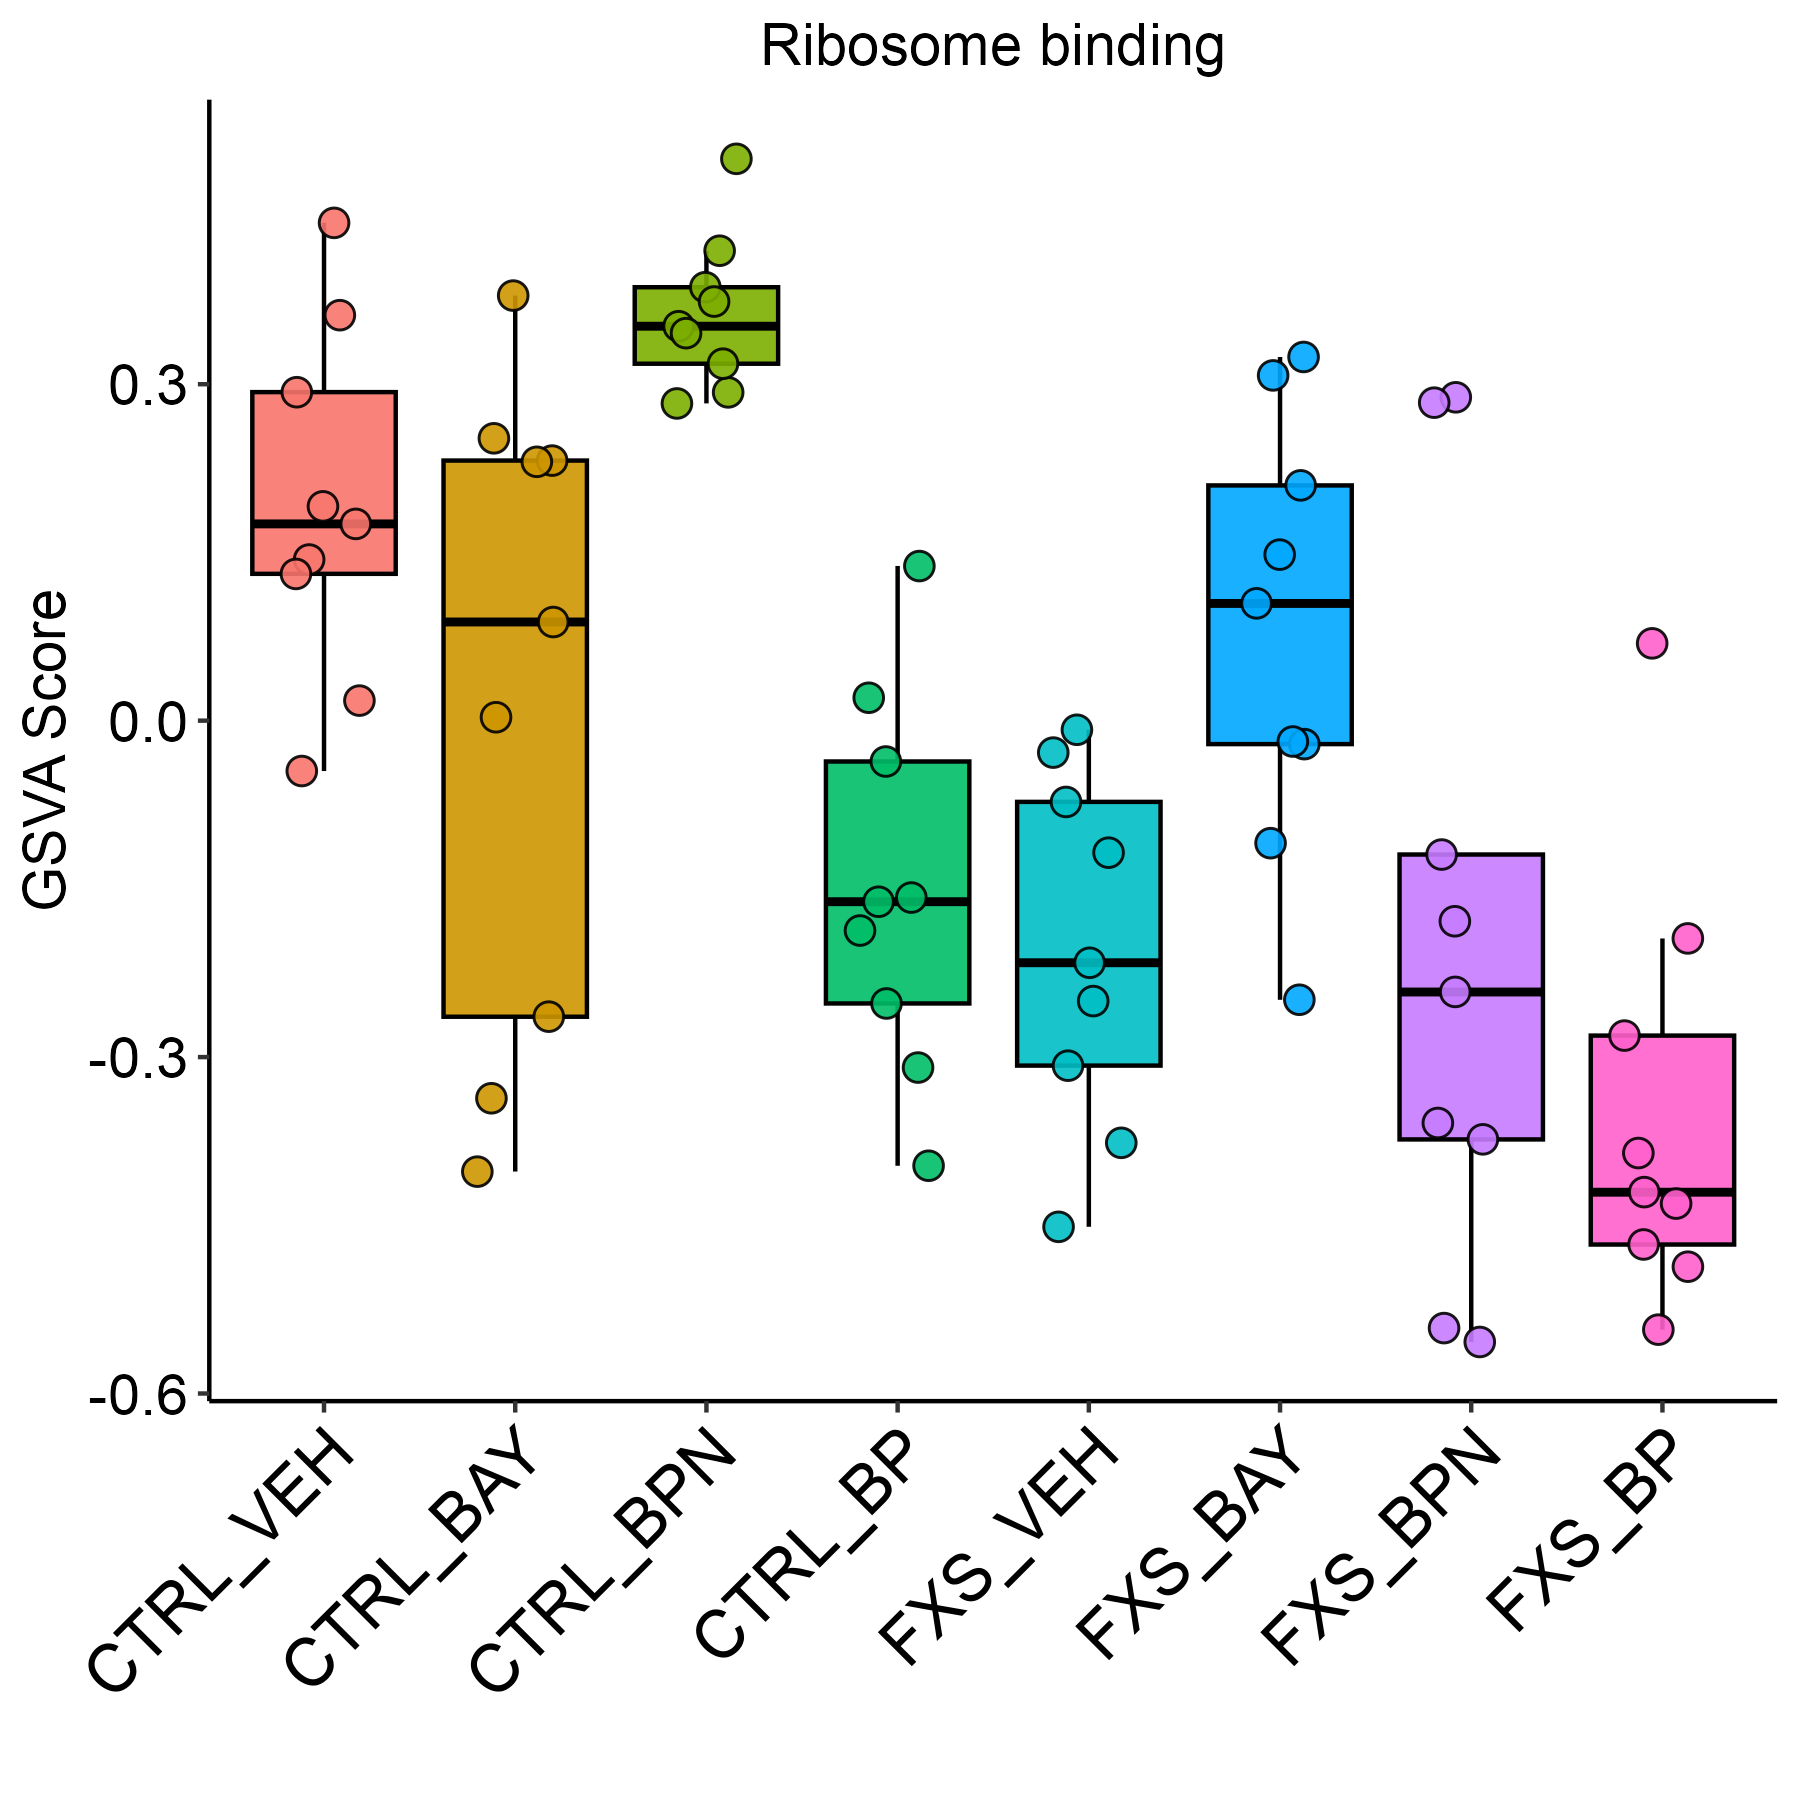 Ribosome binding
GSVA Score
0.3
0.0
-0.3
-0.6
CTRL_VEH
CTRL_BAY
CTRL_BPN
CTRL_BP
FXS_VEH
FXS_BAY
FXS_BPN
FXS_BP